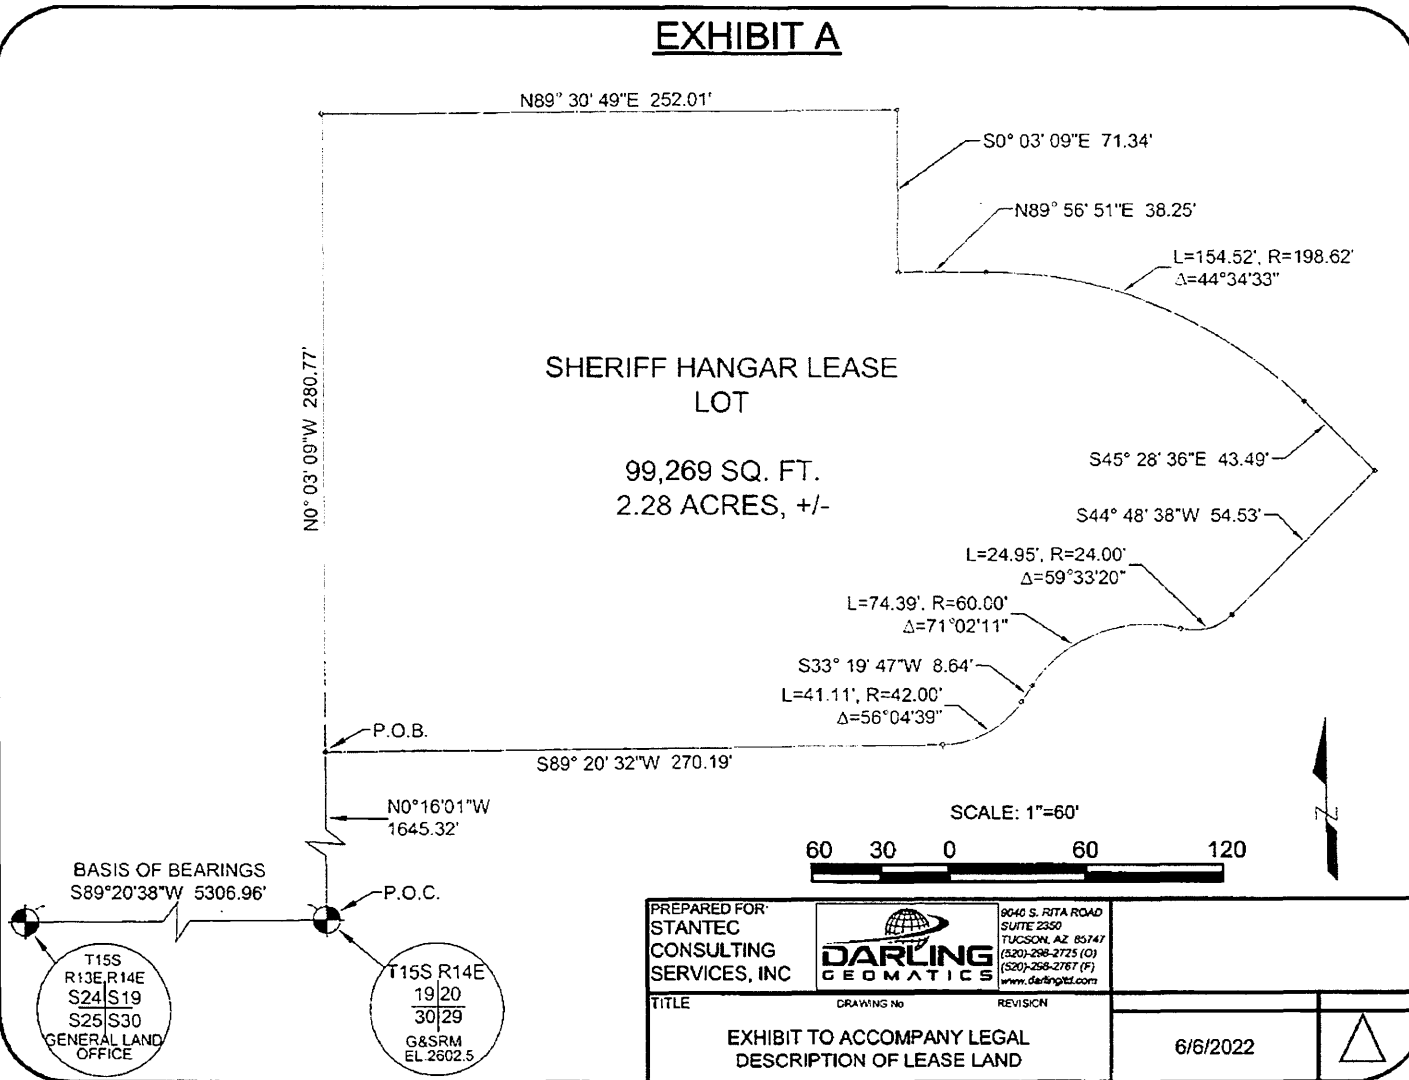 EXHIBIT A
N89° 30' 49"E 252.01'
S0° 03' 09"E 71.34'
N89° 56' 51"E 38.25'
L=154.52', R=198.62'
Δ=44°34'33"
N0° 03' 09"W 280.77'
SHERIFF HANGAR LEASE
LOT
99,269 SQ. FT.
2.28 ACRES, +/-
S45° 28' 36"E 43.49'
S44° 48' 38"W 54.53'
L=24.95', R=24.00'
Δ=59°33'20"
L=74.39', R=60.00'
Δ=71°02'11"
S33° 19' 47"W 8.64'
L=41.11', R=42.00'
Δ=56°04'39"
P.O.B.
S89° 20' 32"W 270.19'
N0°16'01"W
1645.32'
SCALE: 1"=60'
60 30 0 60 120
N
BASIS OF BEARINGS
S89°20'38"W 5306.96'
P.O.C.
T15S
R13E R14E
S24 S19
S25 S30
GENERAL LAND
OFFICE
T15S R14E
19 20
30 29
G&SRM
EL.2602.5
PREPARED FOR:
STANTEC
CONSULTING
SERVICES, INC
DARLING
GEOMATICS
9040 S. RITA ROAD
SUITE 2350
TUCSON, AZ 85747
(520)-298-2725 (O)
(520)-298-2767 (F)
www.darlingltd.com
TITLE
DRAWING No
REVISION
EXHIBIT TO ACCOMPANY LEGAL
DESCRIPTION OF LEASE LAND
6/6/2022